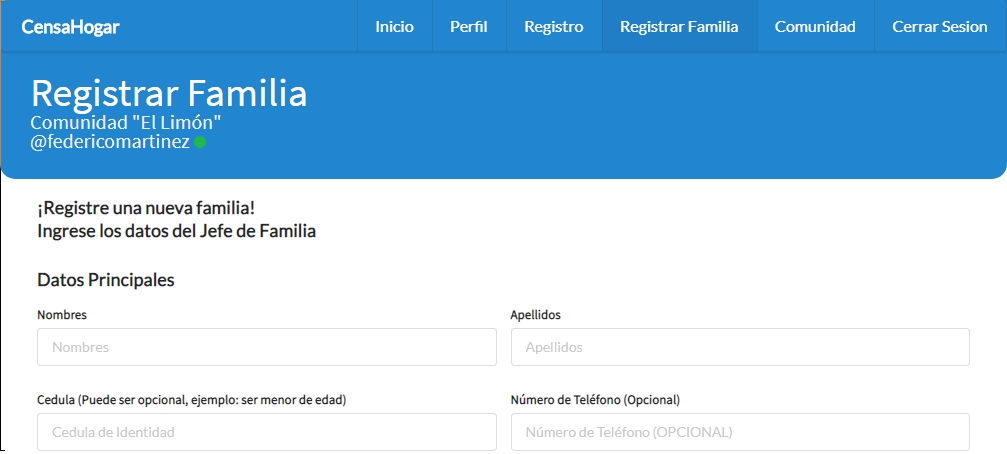 CensaHogar
Inicio
Perfil
Registro
Registrar Familia
Comunidad
Cerrar Sesion
Registrar Familia
Comunidad "El Limón"
@federicomartinez
¡Registre una nueva familia!
Ingrese los datos del Jefe de Familia
Datos Principales
Nombres
Apellidos
Nombres
Apellidos
Cedula (Puede ser opcional, ejemplo: ser menor de edad)
Número de Teléfono (Opcional)
Cedula de Identidad
Número de Teléfono (OPCIONAL)